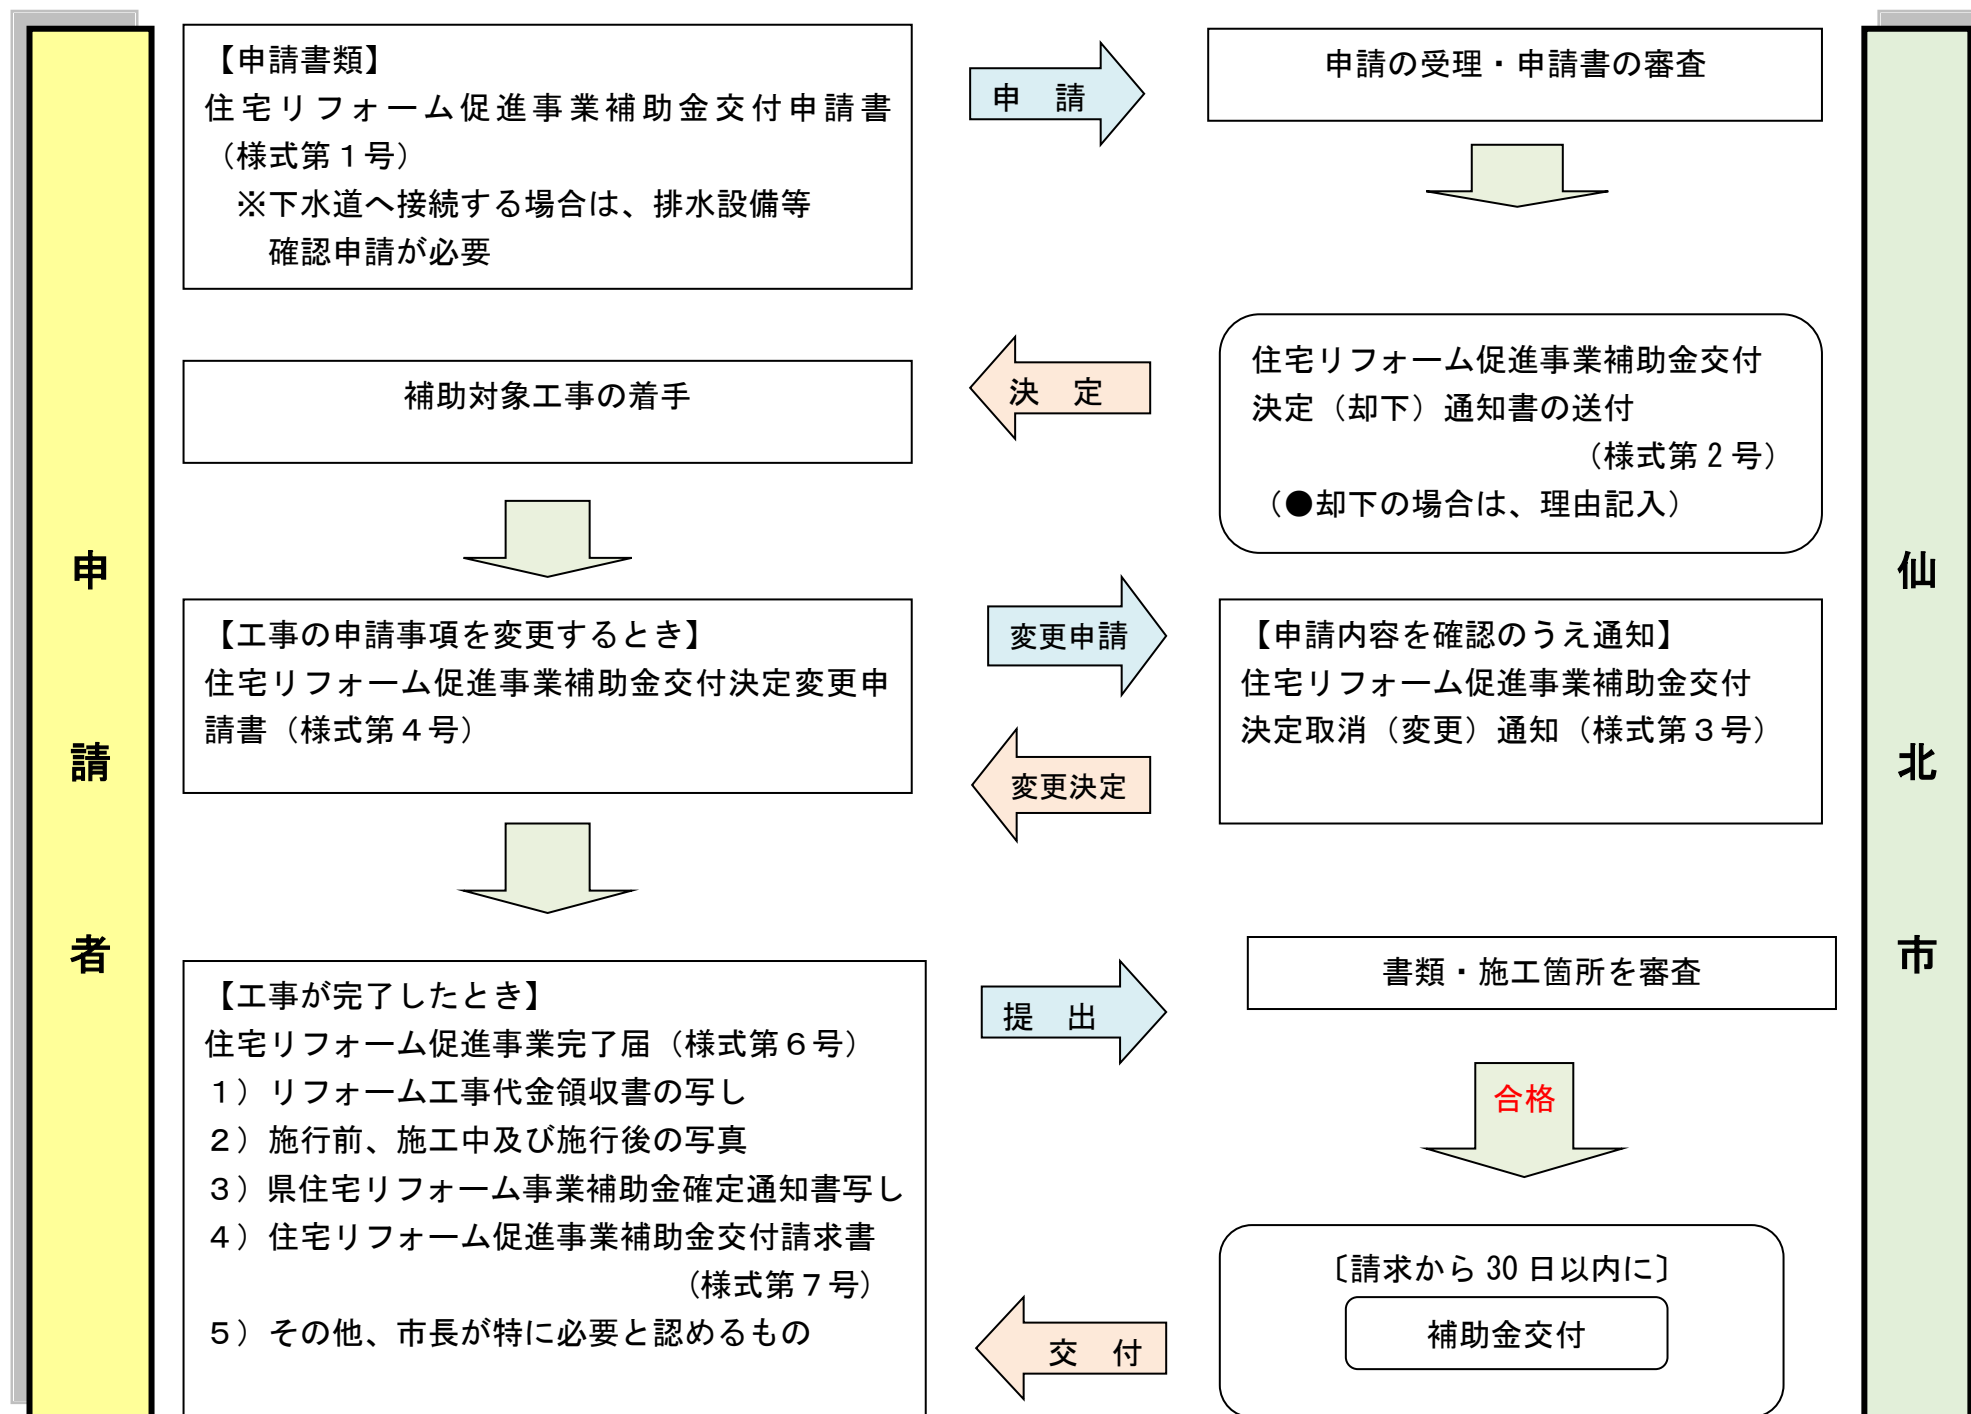 申請者
【申請書類】
住宅リフォーム促進事業補助金交付申請書
（様式第１号）
※下水道へ接続する場合は、排水設備等
確認申請が必要
申　請
申請の受理・申請書の審査
住宅リフォーム促進事業補助金交付
決定（却下）通知書の送付
（様式第２号）
（●却下の場合は、理由記入）
決　定
補助対象工事の着手
【工事の申請事項を変更するとき】
住宅リフォーム促進事業補助金交付決定変更申
請書（様式第４号）
変更申請
【申請内容を確認のうえ通知】
住宅リフォーム促進事業補助金交付
決定取消（変更）通知（様式第３号）
変更決定
【工事が完了したとき】
住宅リフォーム促進事業完了届（様式第６号）
１）リフォーム工事代金領収書の写し
２）施行前、施工中及び施行後の写真
３）県住宅リフォーム事業補助金確定通知書写し
４）住宅リフォーム促進事業補助金交付請求書
（様式第７号）
５）その他、市長が特に必要と認めるもの
提　出
書類・施工箇所を審査
合格
〔請求から 30 日以内に〕
補助金交付
交　付
仙北市